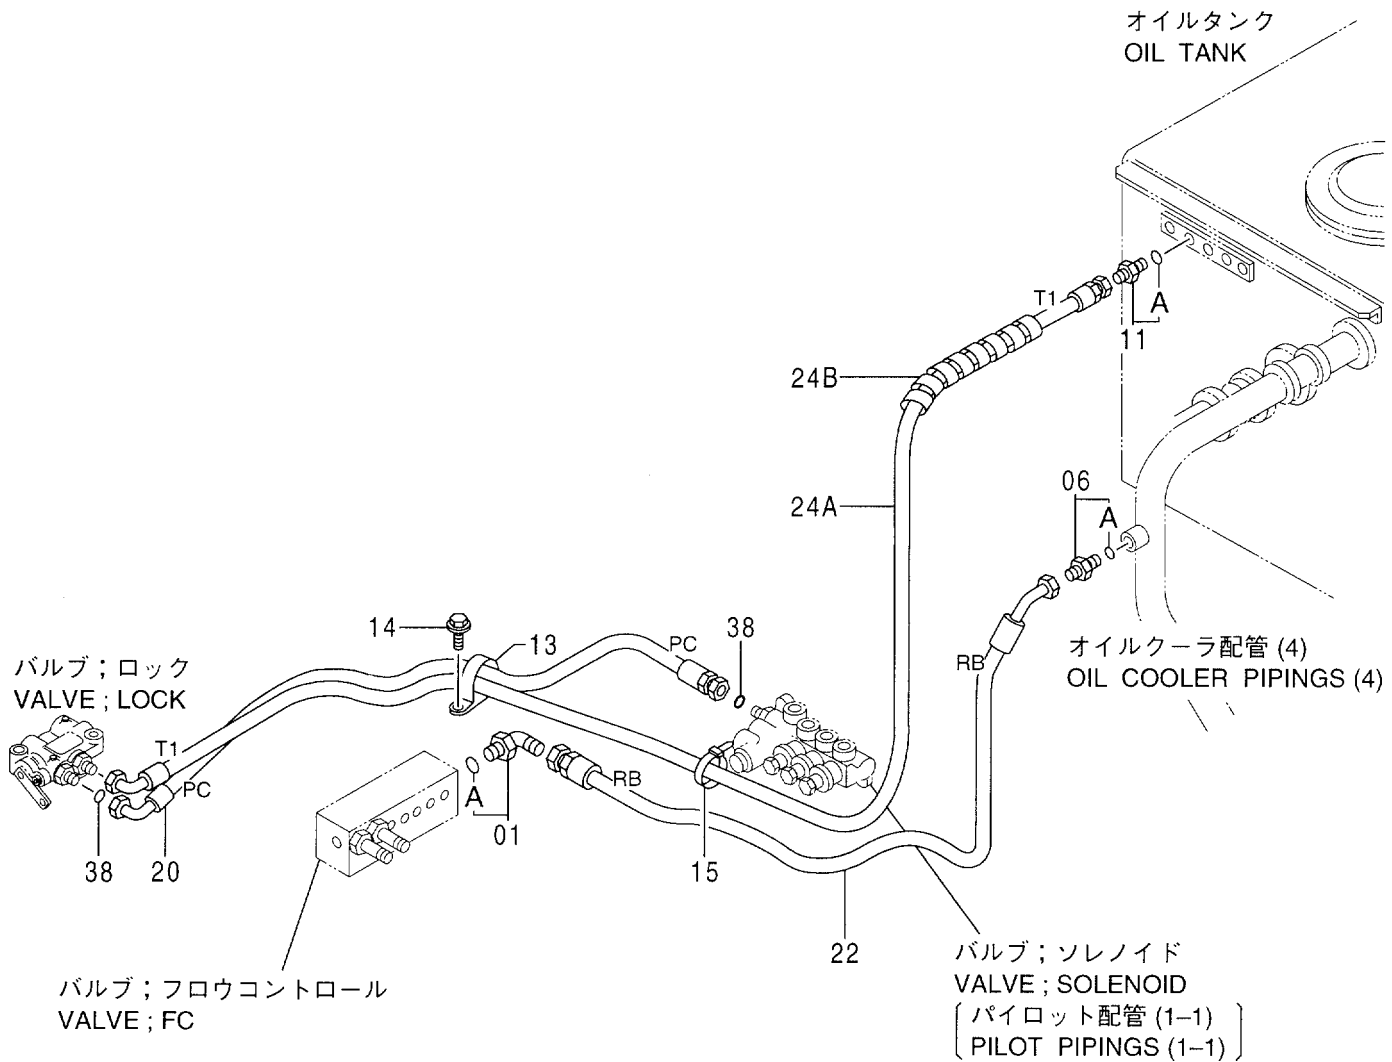 オイルタンク
OIL TANK
T1
A
11
24B
24A
06
A
14
13
PC
38
バルブ ; ロック
VALVE ; LOCK
RB
オイルクーラ配管 (4)
OIL COOLER PIPINGS (4)
T1
PC
A
01
RB
38
20
15
22
バルブ ; フロウコントロール
VALVE ; FC
バルブ ; ソレノイド
VALVE ; SOLENOID
パイロット配管 (1–1)
PILOT PIPINGS (1–1)